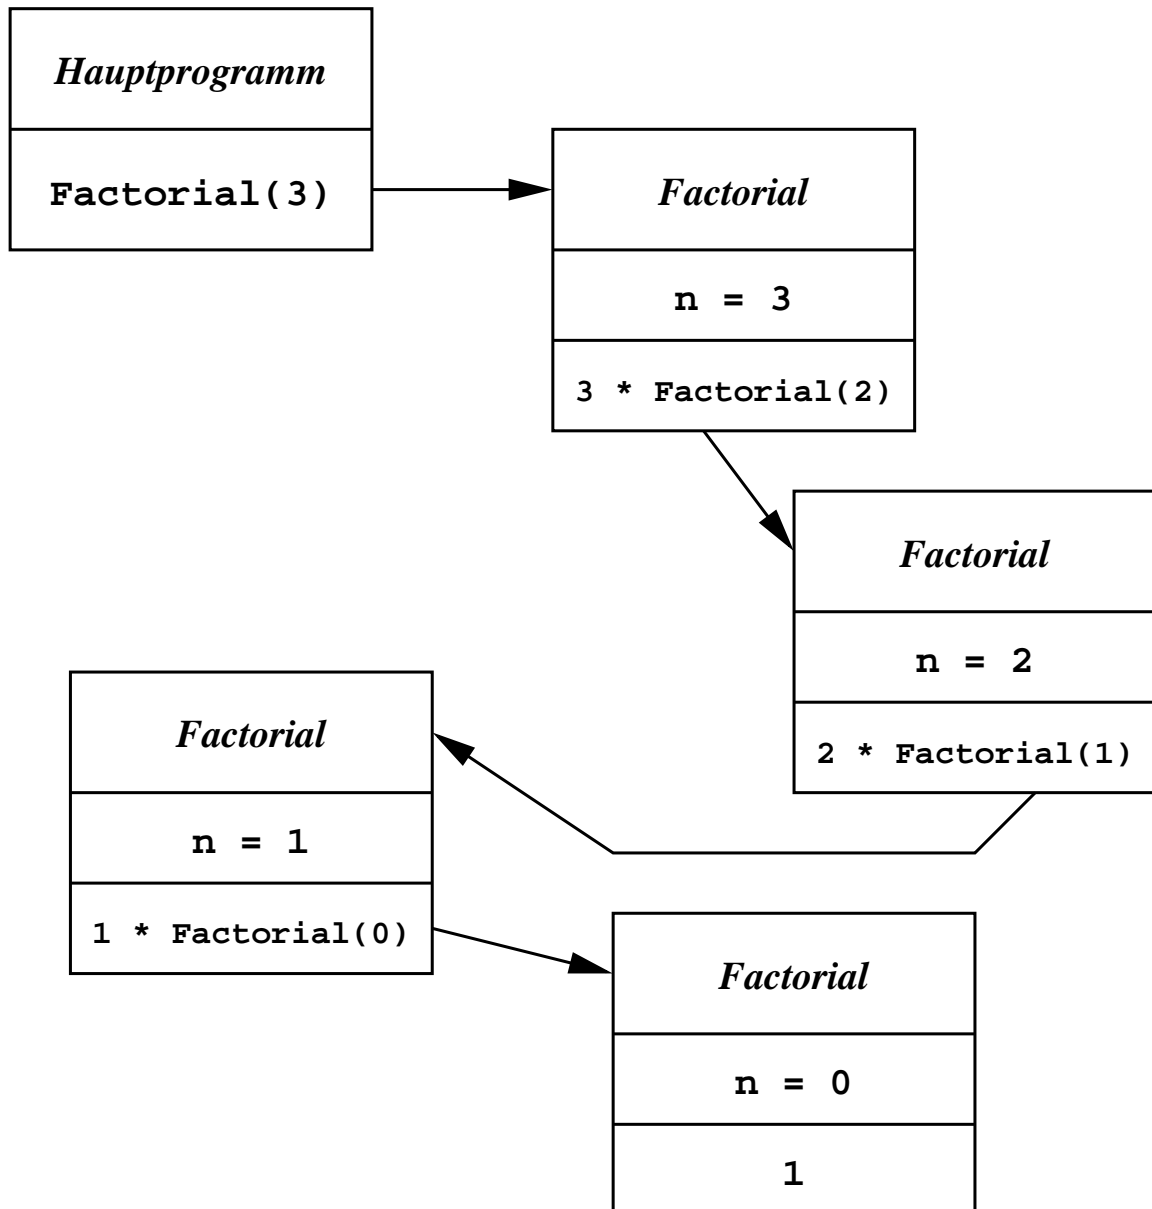 Hauptprogramm
Factorial(3)
Factorial
n = 3
3 * Factorial(2)
Factorial
n = 2
2 * Factorial(1)
Factorial
n = 1
1 * Factorial(0)
Factorial
n = 0
1